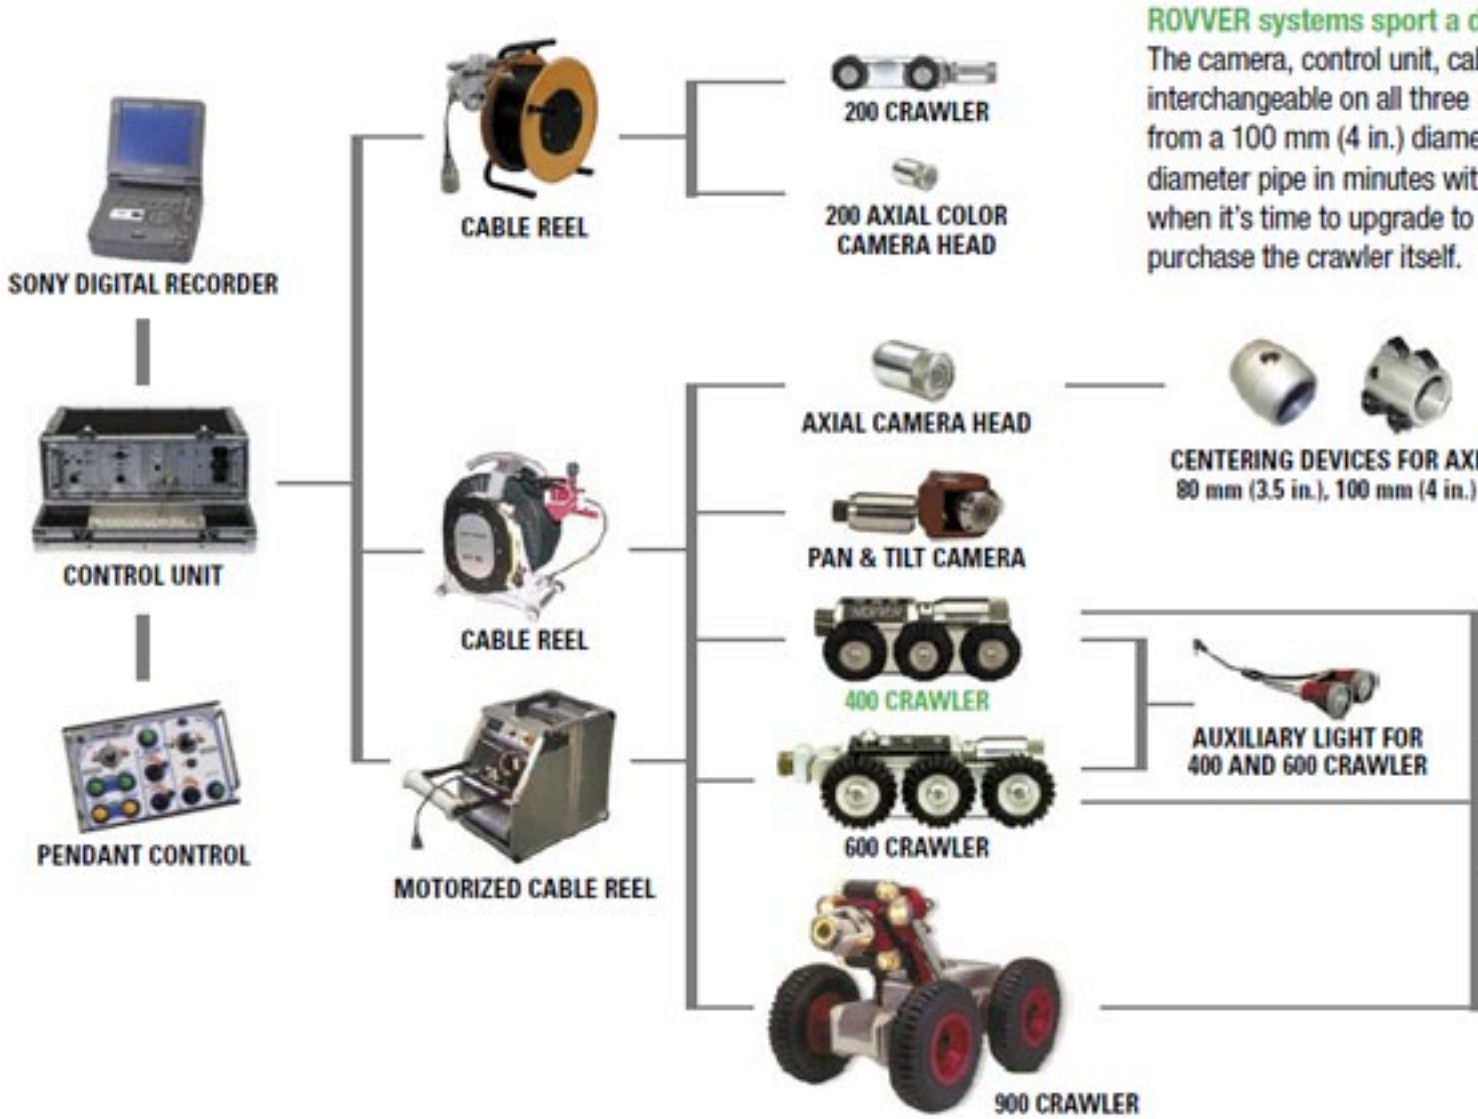 ROVVER systems sport a
The camera, control unit,
interchangeable on all three
from a 100 mm (4 in.)
diameter pipe in minutes
when it's time to upgrade to
purchase the crawler itself.
SONY DIGITAL RECORDER
CONTROL UNIT
PENDANT CONTROL
CABLE REEL
CABLE REEL
MOTORIZED CABLE REEL
200 CRAWLER
200 AXIAL COLOR
CAMERA HEAD
AXIAL CAMERA HEAD
CENTERING DEVICES FOR
80 mm (3.5 in.), 100 mm (4 in.)
PAN & TILT CAMERA
400 CRAWLER
600 CRAWLER
AUXILIARY LIGHT FOR
400 AND 600 CRAWLER
900 CRAWLER